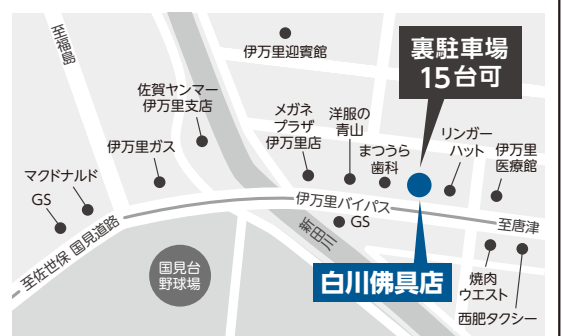 至福島
伊万里迎賓館
裏駐車場
15台可
佐賀ヤンマー
伊万里支店
メガネ
プラザ
伊万里店
洋服の
青山
まつうら
歯科
リンガー
ハット
伊万里
医療館
伊万里ガス
マクドナルド
GS
伊万里バイパス
GS
至唐津
至佐世保 国見道路
新田川
国見台
野球場
白川佛具店
焼肉
ウエスト
西肥タクシー